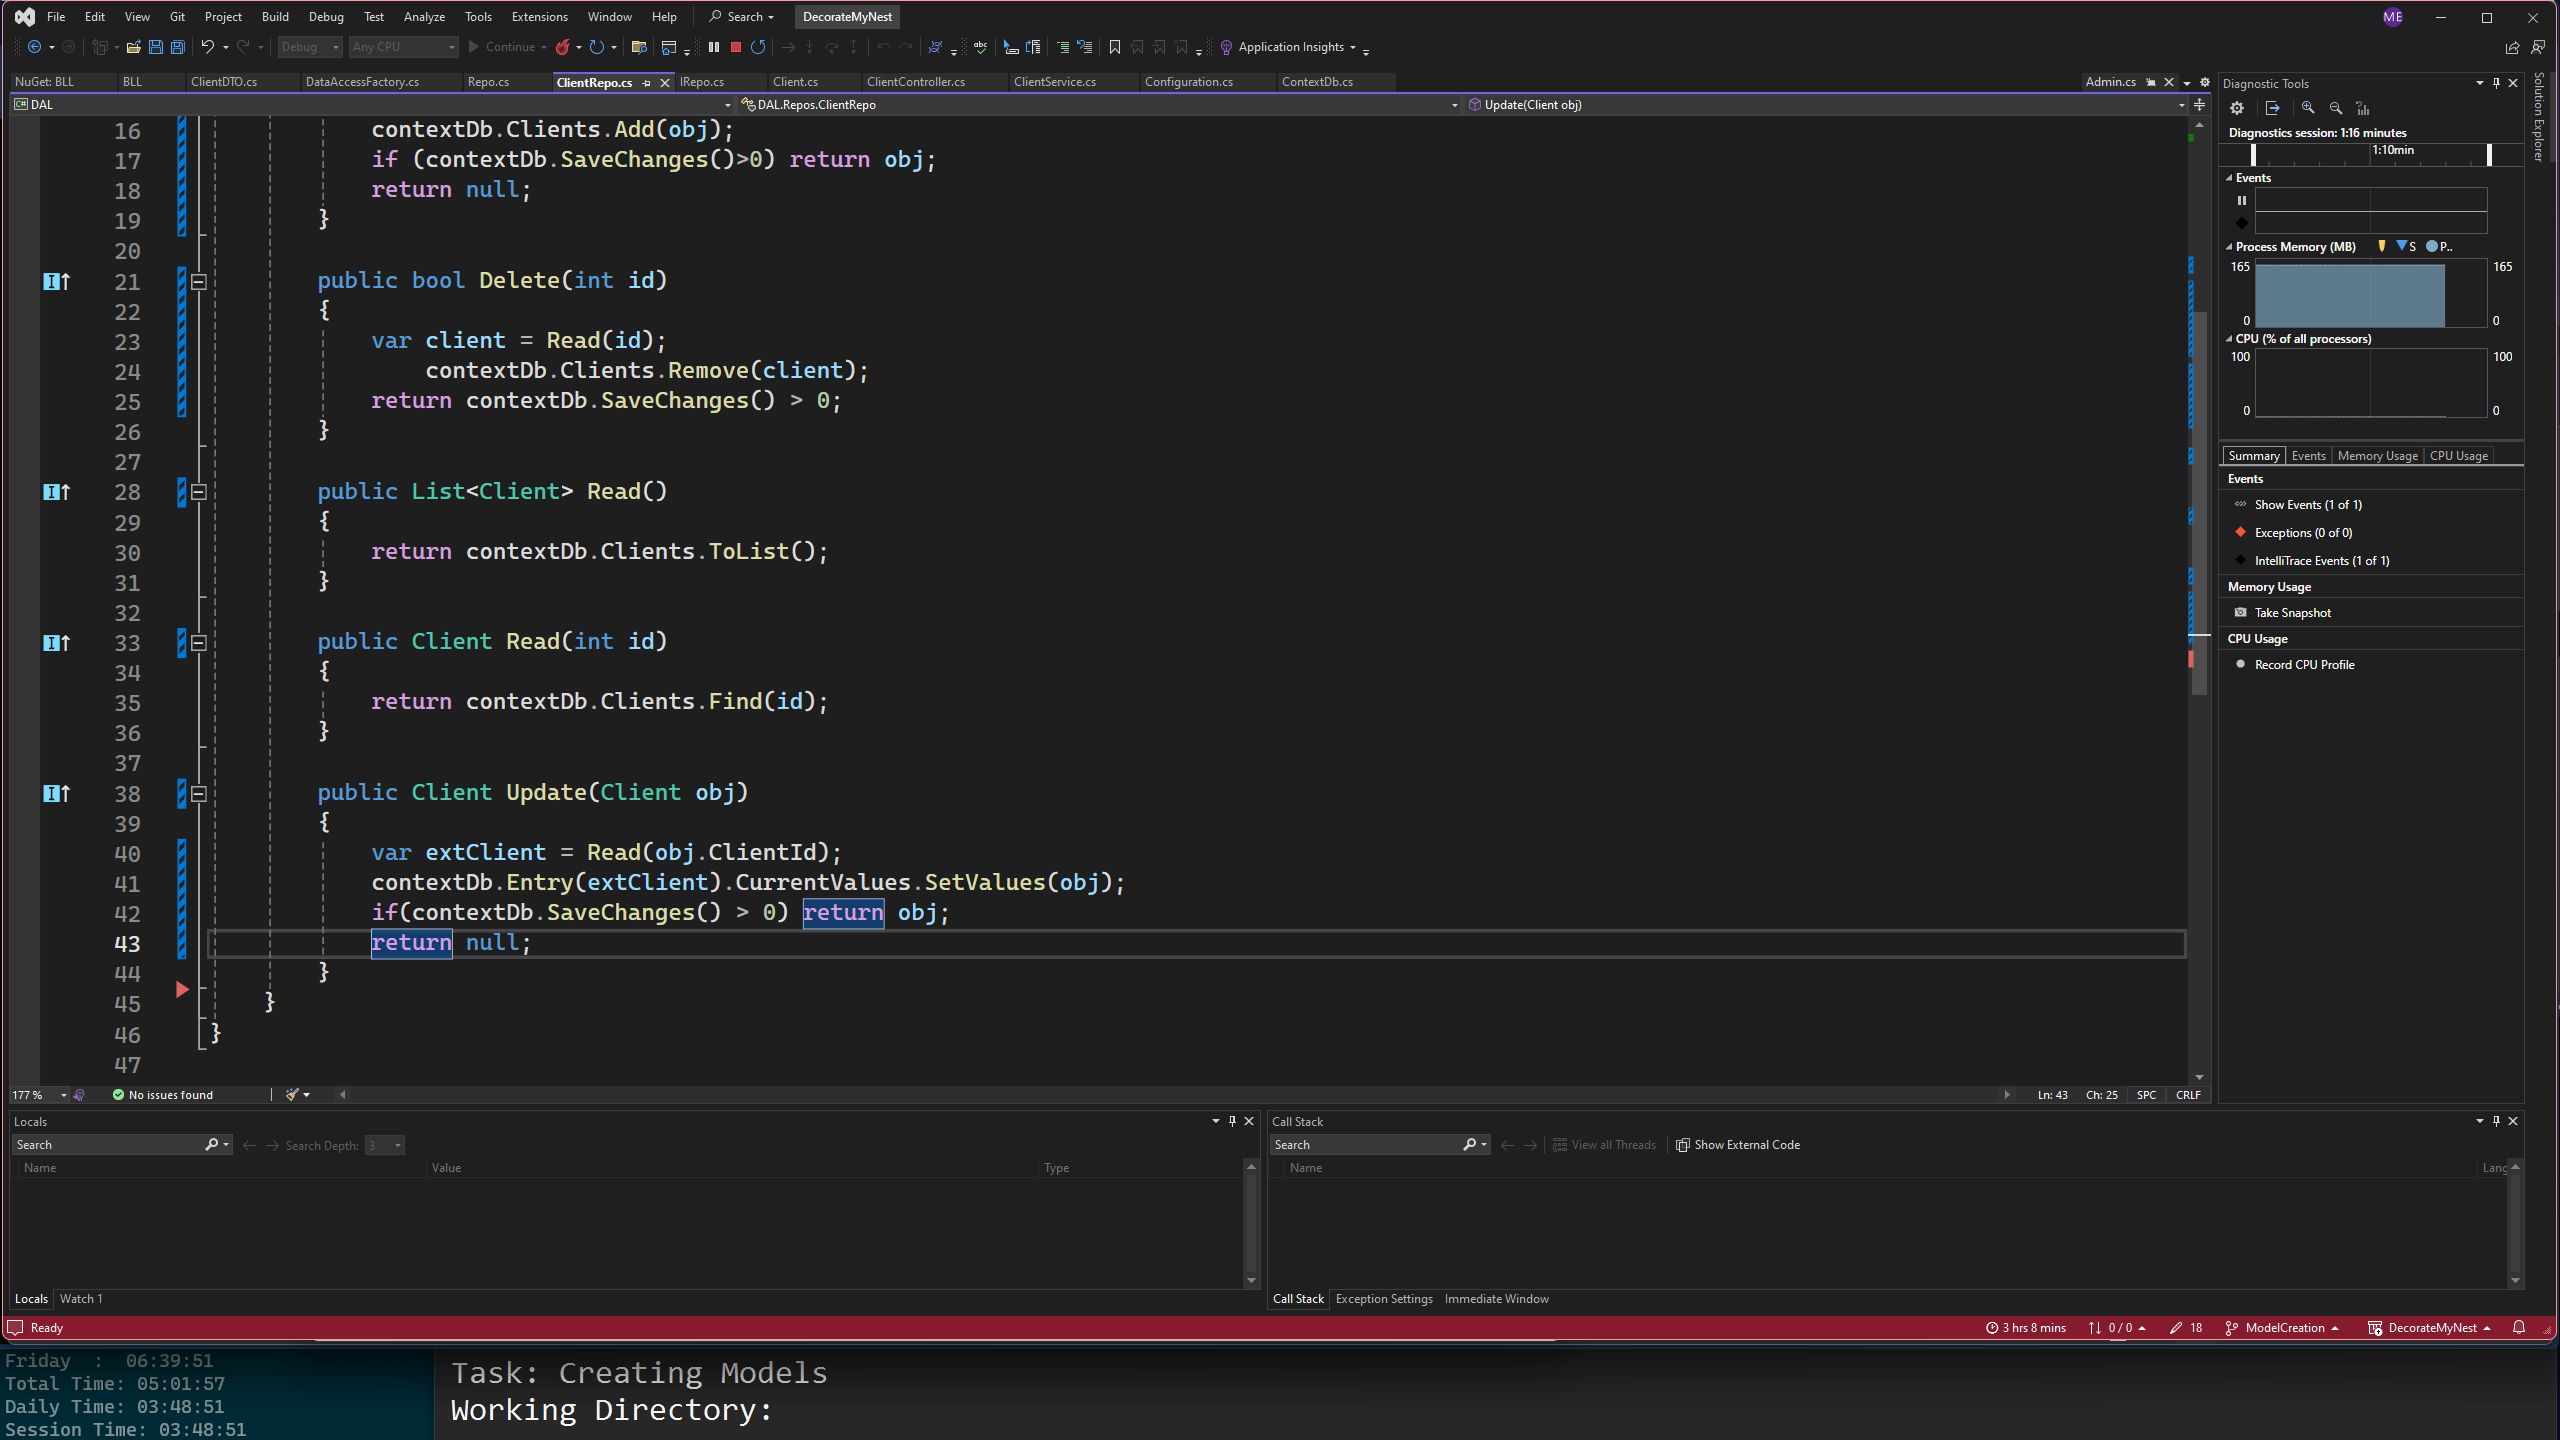 File Edit View Git Project Build Debug Test Analyze Tools Extensions Window Help Search DecorateMyNest ME
Debug Any CPU Continue Application Insights
NuGet: BLL BLL ClientDTO.cs DataAccessFactory.cs Repo.cs ClientRepo.cs IRepo.cs Client.cs ClientController.cs ClientService.cs Configuration.cs ContextDb.cs Admin.cs
DAL DAL.Repos.ClientRepo Update(Client obj)
16 contextDb.Clients.Add(obj);
17 if (contextDb.SaveChanges()>0) return obj;
18 return null;
19 }
20
21 public bool Delete(int id)
22 {
23 var client = Read(id);
24 contextDb.Clients.Remove(client);
25 return contextDb.SaveChanges() > 0;
26 }
27
28 public List<Client> Read()
29 {
30 return contextDb.Clients.ToList();
31 }
32
33 public Client Read(int id)
34 {
35 return contextDb.Clients.Find(id);
36 }
37
38 public Client Update(Client obj)
39 {
40 var extClient = Read(obj.ClientId);
41 contextDb.Entry(extClient).CurrentValues.SetValues(obj);
42 if(contextDb.SaveChanges() > 0) return obj;
43 return null;
44 }
45 }
46 }
47
177 % No issues found Ln: 43 Ch: 25 SPC CRLF
Diagnostic Tools
Diagnostics session: 1:16 minutes
1:10min
Events
Process Memory (MB) S P..
165 165
0 0
CPU (% of all processors)
100 100
0 0
Summary Events Memory Usage CPU Usage
Events
Show Events (1 of 1)
Exceptions (0 of 0)
IntelliTrace Events (1 of 1)
Memory Usage
Take Snapshot
CPU Usage
Record CPU Profile
Solution Explorer
Locals
Search Search Depth: 3
Name Value Type
Locals Watch 1
Call Stack
Search View all Threads Show External Code
Name Lang
Call Stack Exception Settings Immediate Window
Ready 3 hrs 8 mins 0 / 0 18 ModelCreation DecorateMyNest
Friday : 06:39:51
Total Time: 05:01:57
Daily Time: 03:48:51
Session Time: 03:48:51
Task: Creating Models
Working Directory: